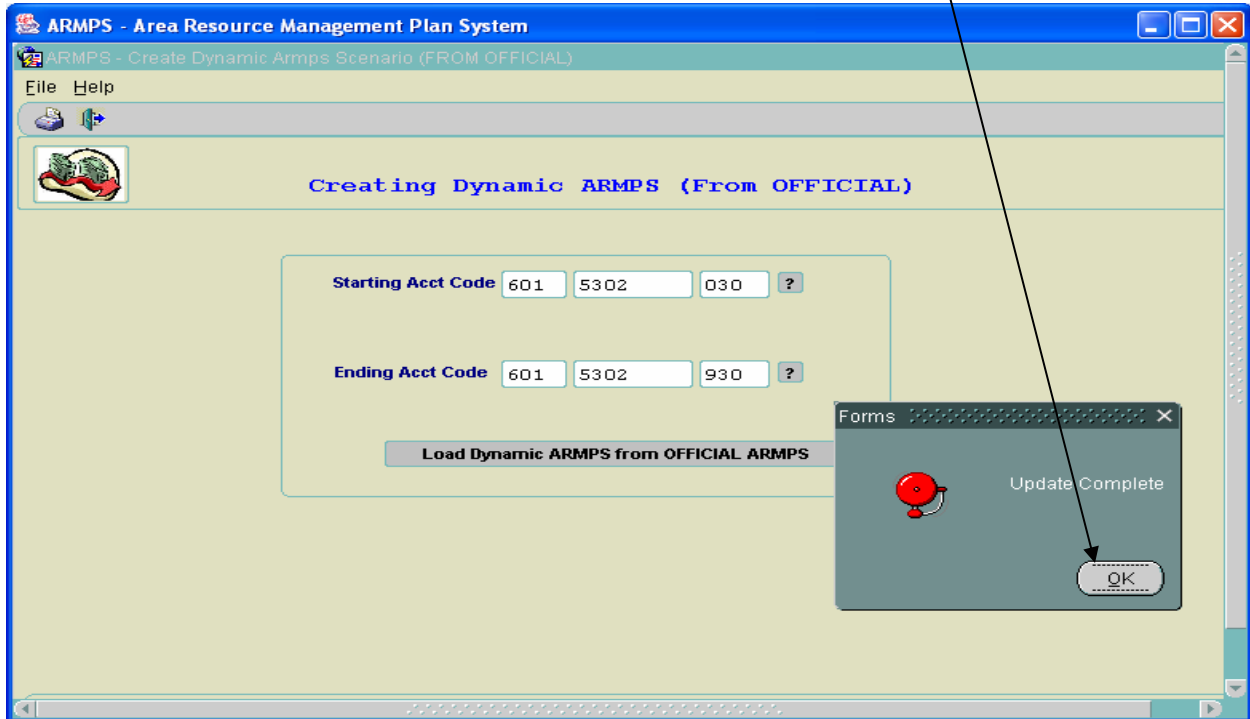 ARMPS - Area Resource Management Plan System
ARMPS - Create Dynamic Armps Scenario (FROM OFFICIAL)
File Help
Creating Dynamic ARMPS (From OFFICIAL)
Starting Acct Code 601 5302 030 ?
Ending Acct Code 601 5302 930 ?
Load Dynamic ARMPS from OFFICIAL ARMPS
Forms
Update Complete
OK